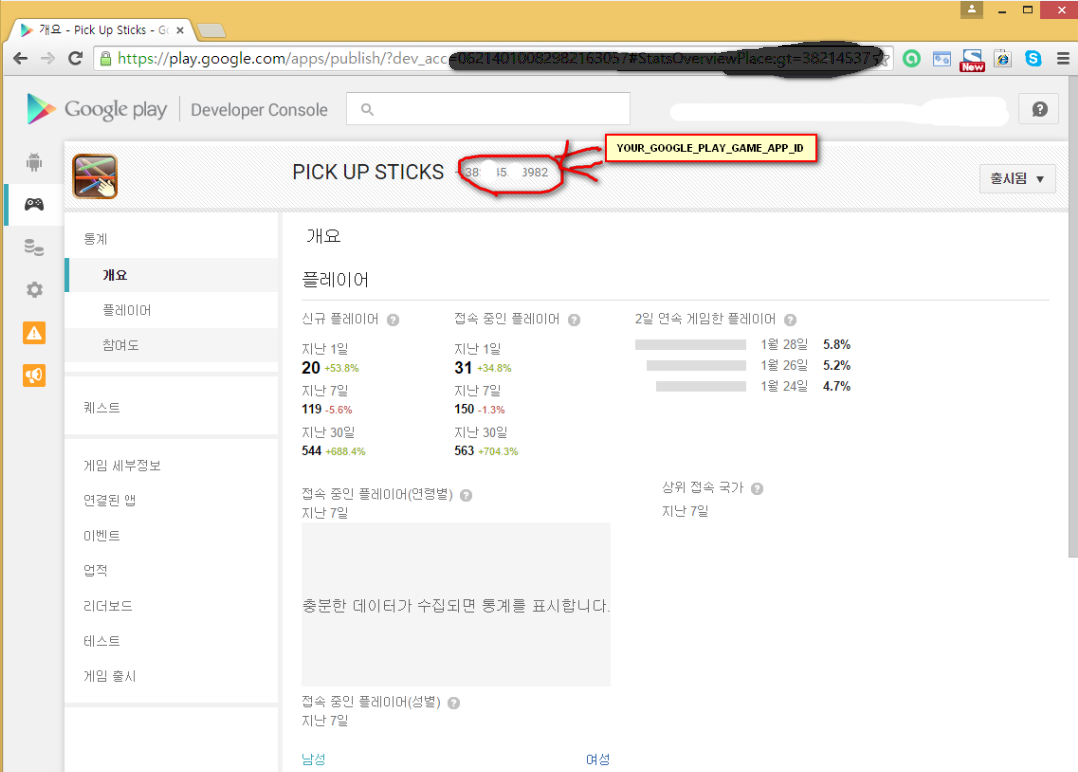 개요 - Pick Up Sticks - Go
https://play.google.com/apps/publish/?dev_acc
New
Google play Developer Console
YOUR_GOOGLE_PLAY_GAME_APP_ID
PICK UP STICKS
출시됨 ▼
통계
개요
플레이어
참여도
퀘스트
게임 세부정보
연결된 앱
이벤트
업적
리더보드
테스트
게임 출시
개요
플레이어
신규 플레이어
지난 1일
20 +53.8%
지난 7일
119 -5.6%
지난 30일
544 +688.4%
접속 중인 플레이어
지난 1일
31 +34.8%
지난 7일
150 -1.3%
지난 30일
563 +704.3%
2일 연속 게임한 플레이어
1월 28일 5.8%
1월 26일 5.2%
1월 24일 4.7%
접속 중인 플레이어(연령별)
지난 7일
충분한 데이터가 수집되면 통계를 표시합니다.
상위 접속 국가
지난 7일
접속 중인 플레이어(성별)
지난 7일
남성 여성